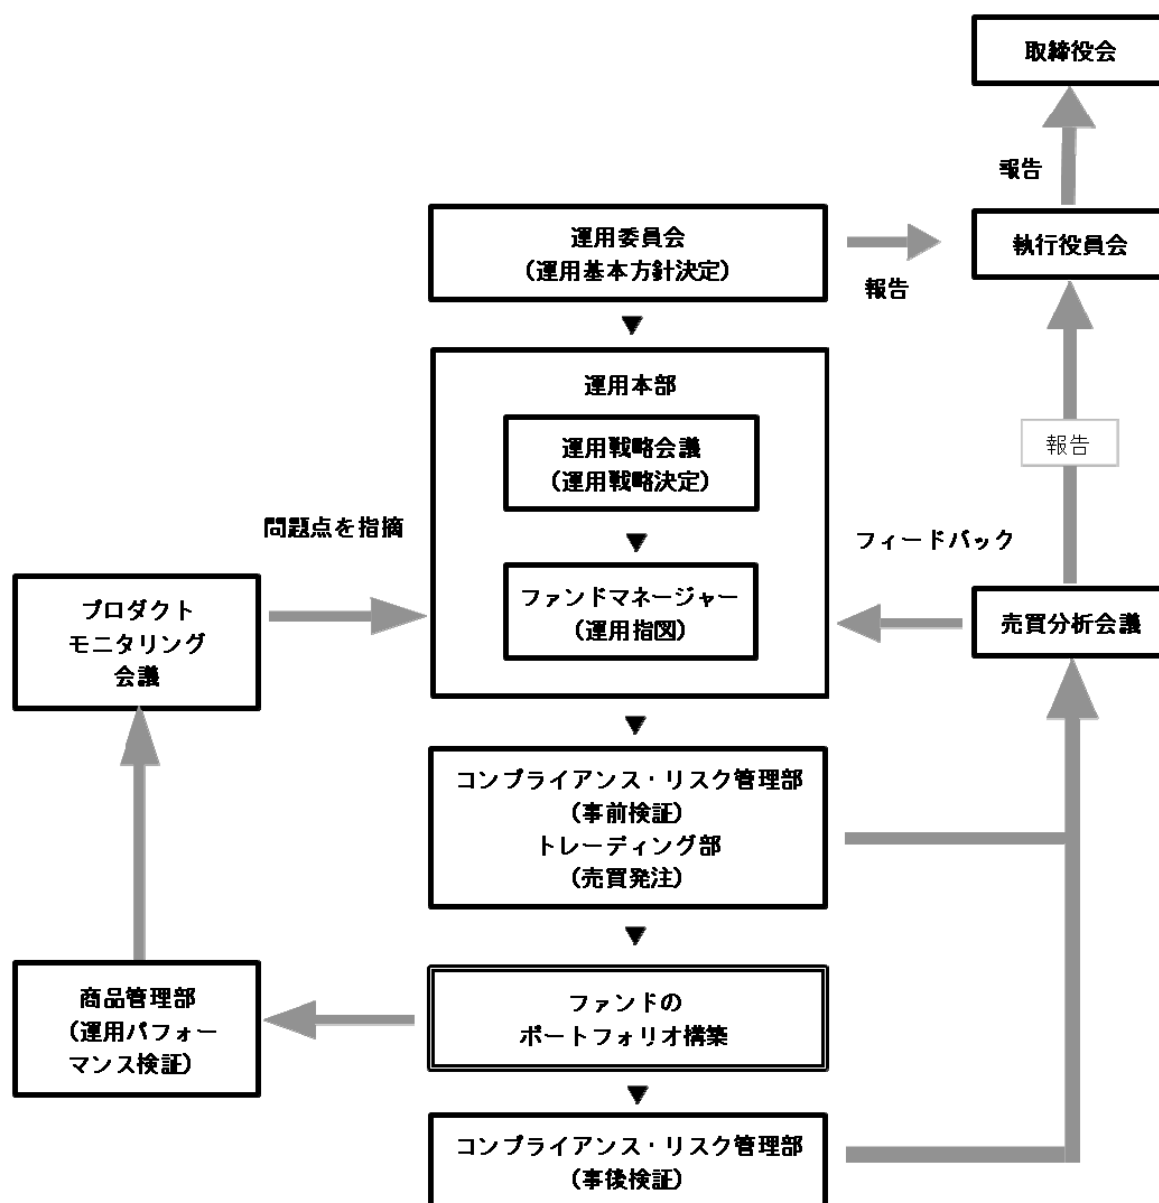 取締役会
報告
運用委員会
(運用基本方針決定)
報告
執行役員会
運用本部
運用戦略会議
(運用戦略決定)
報告
問題点を指摘
フィードバック
プロダクト
モニタリング
会議
ファンドマネージャー
(運用指図)
売買分析会議
コンプライアンス・リスク管理部
(事前検証)
トレーディング部
(売買発注)
商品管理部
(運用パフォー
マンス検証)
ファンドの
ポートフォリオ構築
コンプライアンス・リスク管理部
(事後検証)